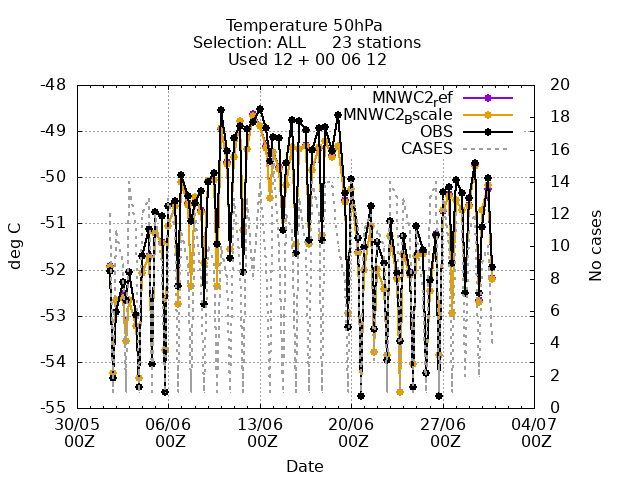 Temperature 50hPa
Selection: ALL 23 stations
Used 12 + 00 06 12
-48
-49
-50
-51
-52
-53
-54
-55
deg C
20
18
16
14
12
10
8
6
4
2
0
No cases
MNWC2ref
MNWC2Bscale
OBS
CASES
30/05 06/06 13/06 20/06 27/06 04/07
00Z 00Z 00Z 00Z 00Z 00Z
Date